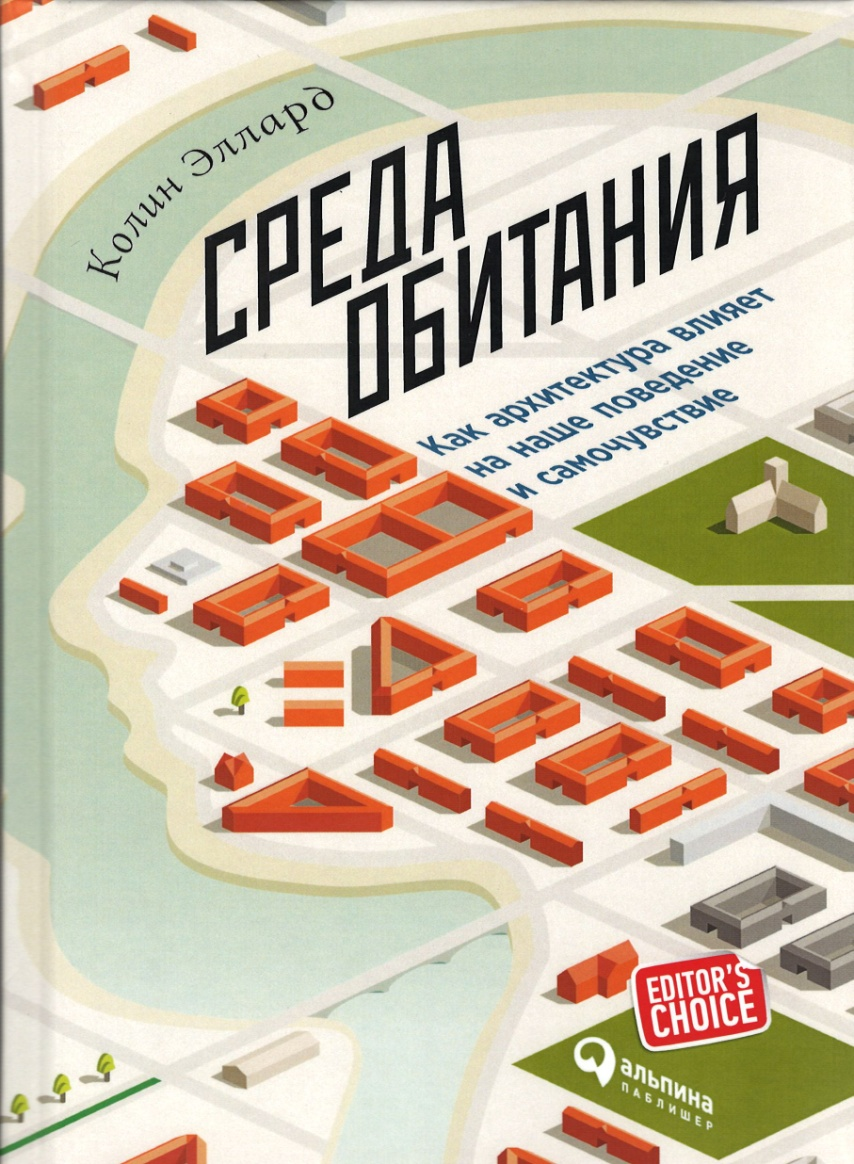 Колин Эллард
СРЕДА
ОБИТАНИЯ
Как архитектура влияет
на наше поведение
и самочувствие
EDITOR'S
CHOICE
альпина
ПАБЛИШЕР